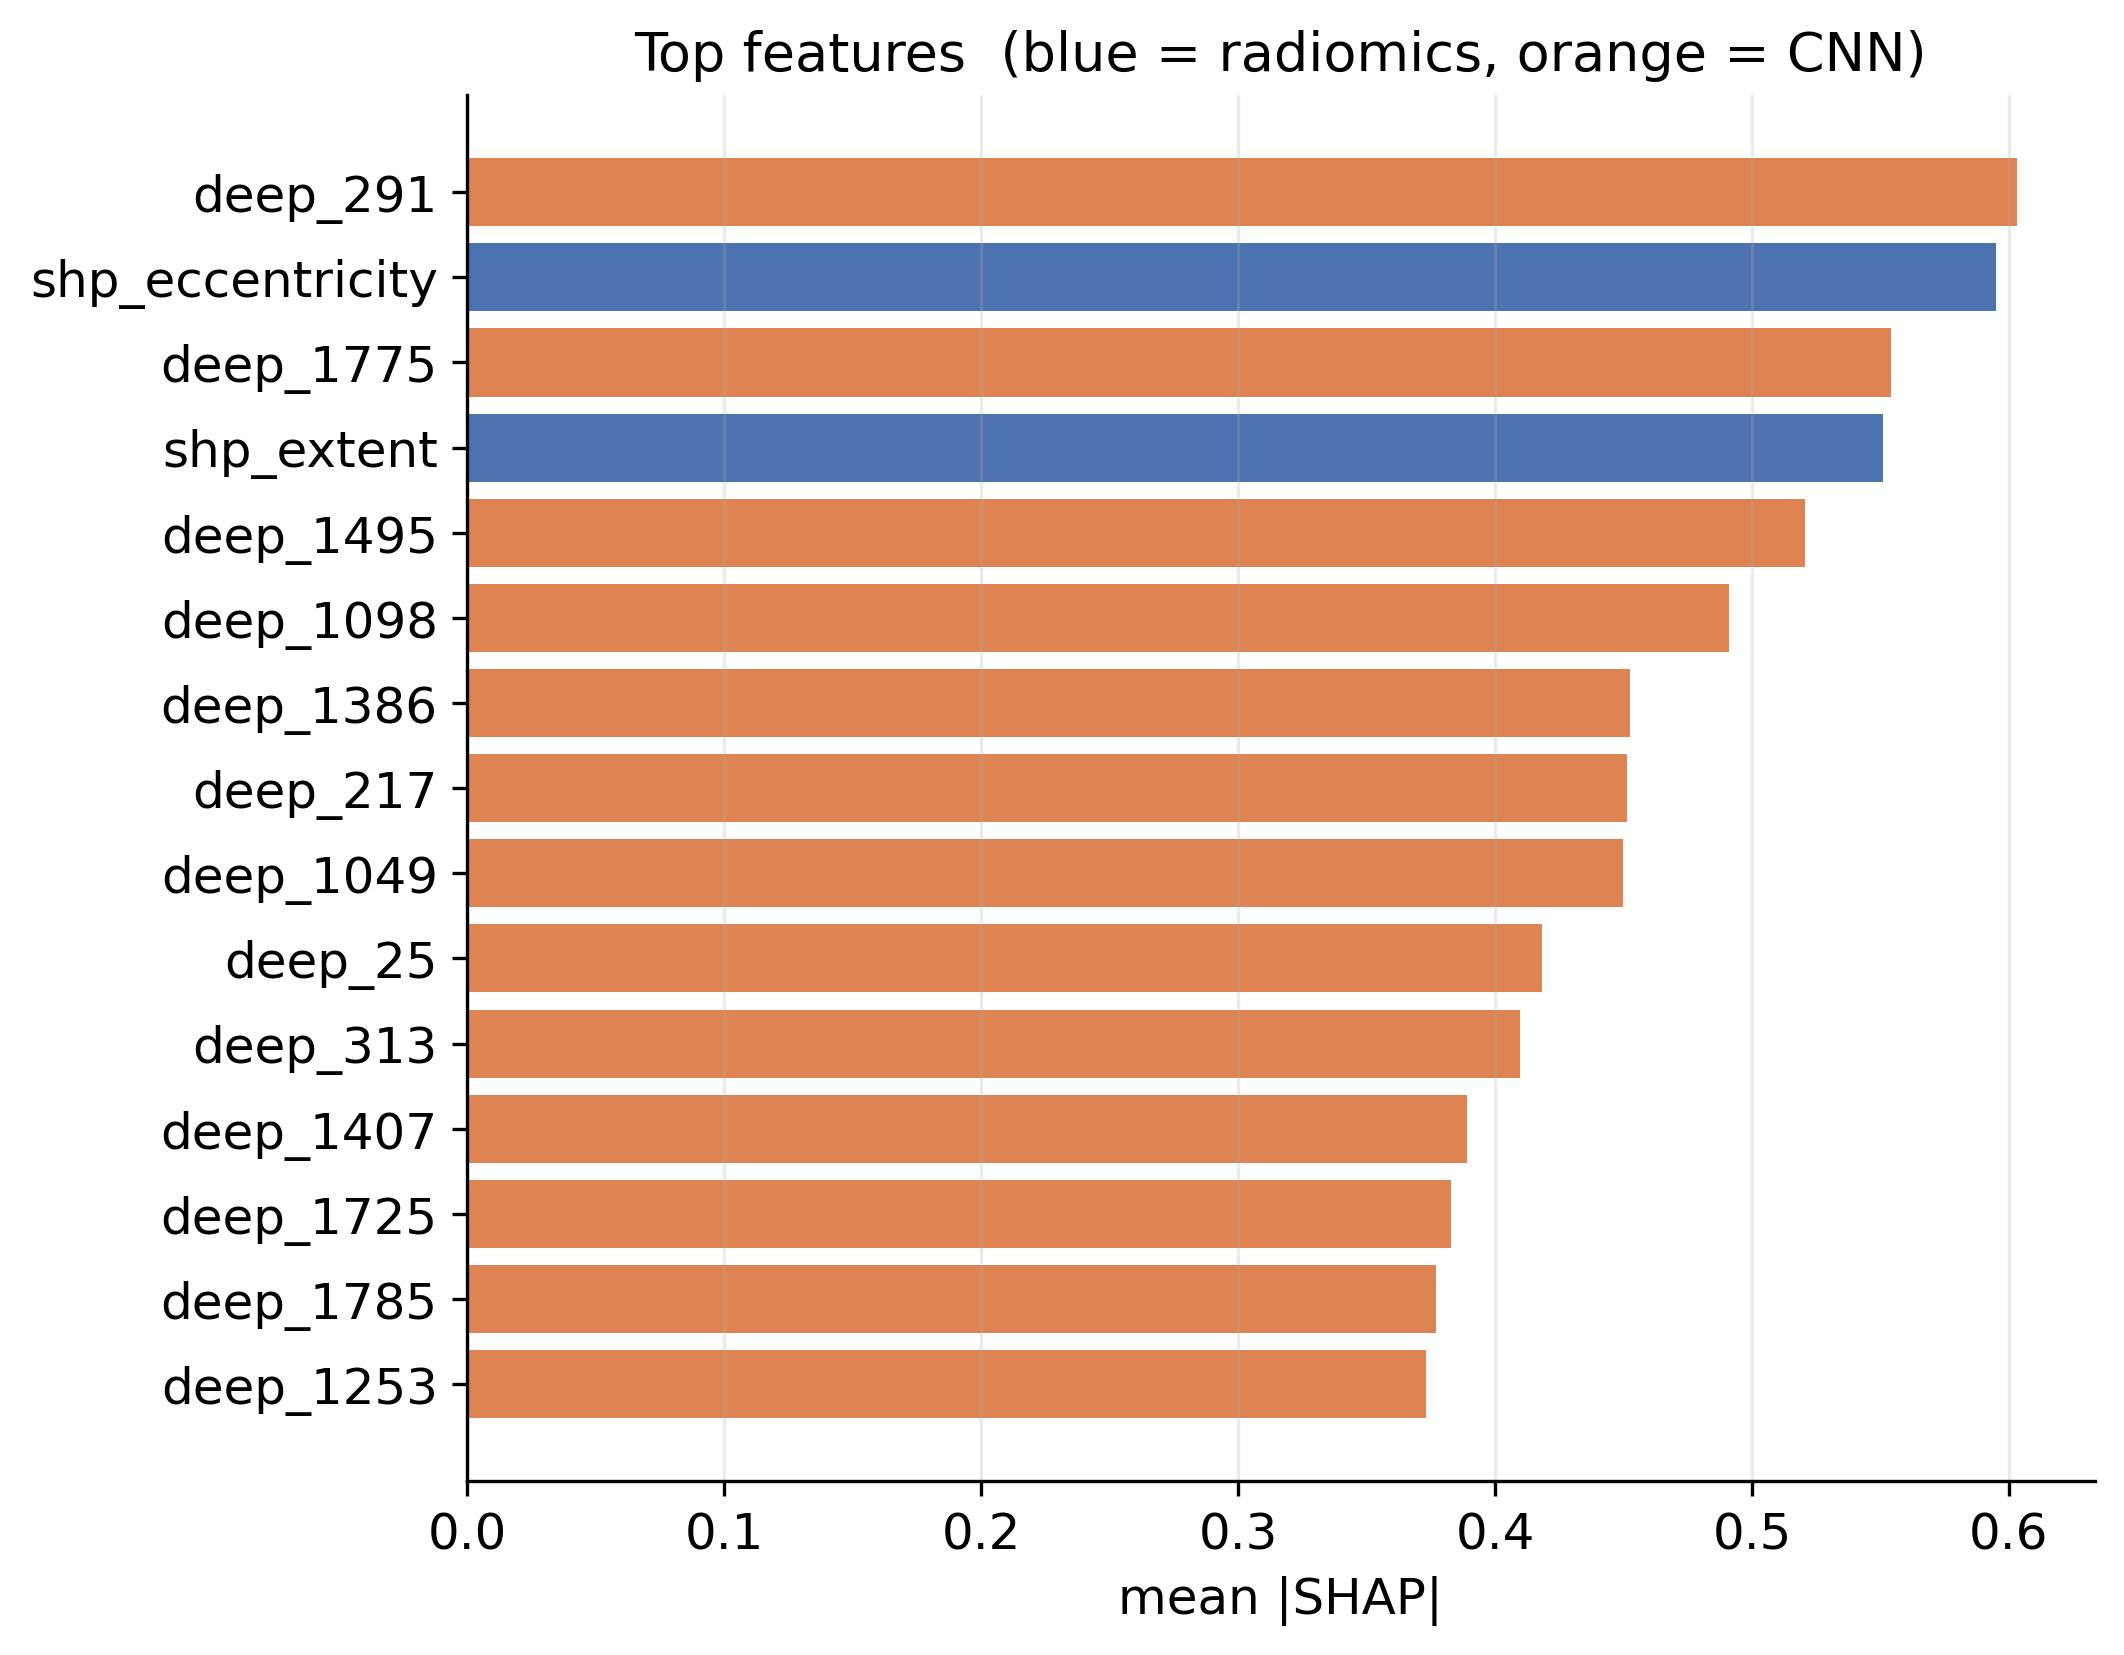 Top features  (blue = radiomics, orange = CNN)
deep_291
shp_eccentricity
deep_1775
shp_extent
deep_1495
deep_1098
deep_1386
deep_217
deep_1049
deep_25
deep_313
deep_1407
deep_1725
deep_1785
deep_1253
0.0 0.1 0.2 0.3 0.4 0.5 0.6
mean |SHAP|